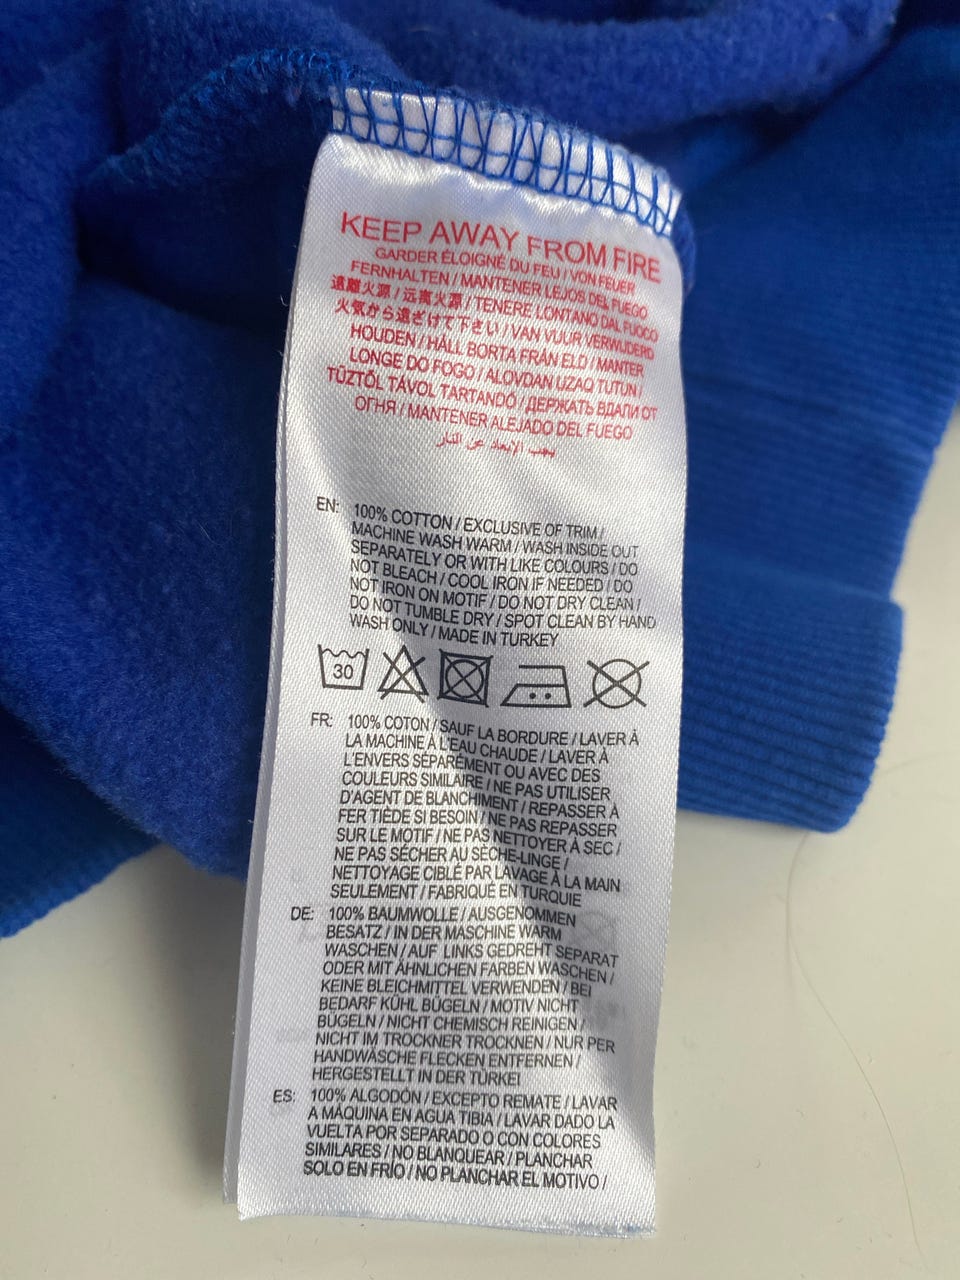 KEEP AWAY FROM FIRE
GARDER ÉLOIGNÉ DU FEU / VON FEUER
FERNHALTEN / MANTENER LEJOS DEL FUEGO
遠離火源 / 远离火源 / TENERE LONTANO DAL FUOCO
火気から遠ざけて下さい / VAN VUUR VERWIJDERD
HOUDEN / HÅLL BORTA FRÅN ELD / MANTER
LONGE DO FOGO / ALOVDAN UZAQ TUTUN /
TŰZTŐL TÁVOL TARTANDÓ / ДЕРЖАТЬ ВДАЛИ ОТ
ОГНЯ / MANTENER ALEJADO DEL FUEGO
يجب الإبعاد عن النار
EN: 100% COTTON / EXCLUSIVE OF TRIM /
MACHINE WASH WARM / WASH INSIDE OUT
SEPARATELY OR WITH LIKE COLOURS / DO
NOT BLEACH / COOL IRON IF NEEDED / DO
NOT IRON ON MOTIF / DO NOT DRY CLEAN /
DO NOT TUMBLE DRY / SPOT CLEAN BY HAND
WASH ONLY / MADE IN TURKEY
30
FR: 100% COTON / SAUF LA BORDURE / LAVER À
LA MACHINE À L'EAU CHAUDE / LAVER À
L'ENVERS SÉPARÉMENT OU AVEC DES
COULEURS SIMILAIRE / NE PAS UTILISER
D'AGENT DE BLANCHIMENT / REPASSER À
FER TIÈDE SI BESOIN / NE PAS REPASSER
SUR LE MOTIF / NE PAS NETTOYER À SEC /
NE PAS SÉCHER AU SÈCHE-LINGE /
NETTOYAGE CIBLÉ PAR LAVAGE À LA MAIN
SEULEMENT / FABRIQUÉ EN TURQUIE
DE: 100% BAUMWOLLE / AUSGENOMMEN
BESATZ / IN DER MASCHINE WARM
WASCHEN / AUF LINKS GEDREHT SEPARAT
ODER MIT ÄHNLICHEN FARBEN WASCHEN /
KEINE BLEICHMITTEL VERWENDEN / BEI
BEDARF KÜHL BÜGELN / MOTIV NICHT
BÜGELN / NICHT CHEMISCH REINIGEN /
NICHT IM TROCKNER TROCKNEN / NUR PER
HANDWÄSCHE FLECKEN ENTFERNEN /
HERGESTELLT IN DER TÜRKEI
ES: 100% ALGODÓN / EXCEPTO REMATE / LAVAR
A MÁQUINA EN AGUA TIBIA / LAVAR DADO LA
VUELTA POR SEPARADO O CON COLORES
SIMILARES / NO BLANQUEAR / PLANCHAR
SOLO EN FRÍO / NO PLANCHAR EL MOTIVO /